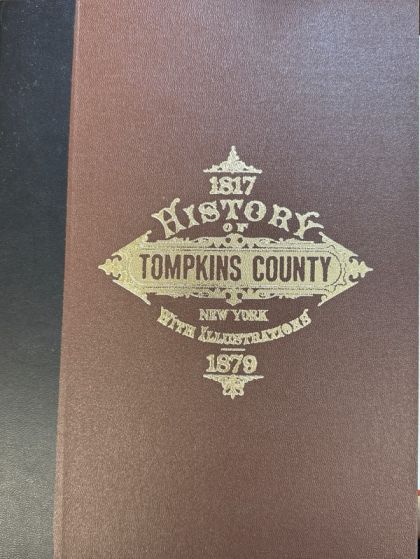 1817
HISTORY
OF
TOMPKINS COUNTY
NEW YORK
WITH ILLUSTRATIONS
1879